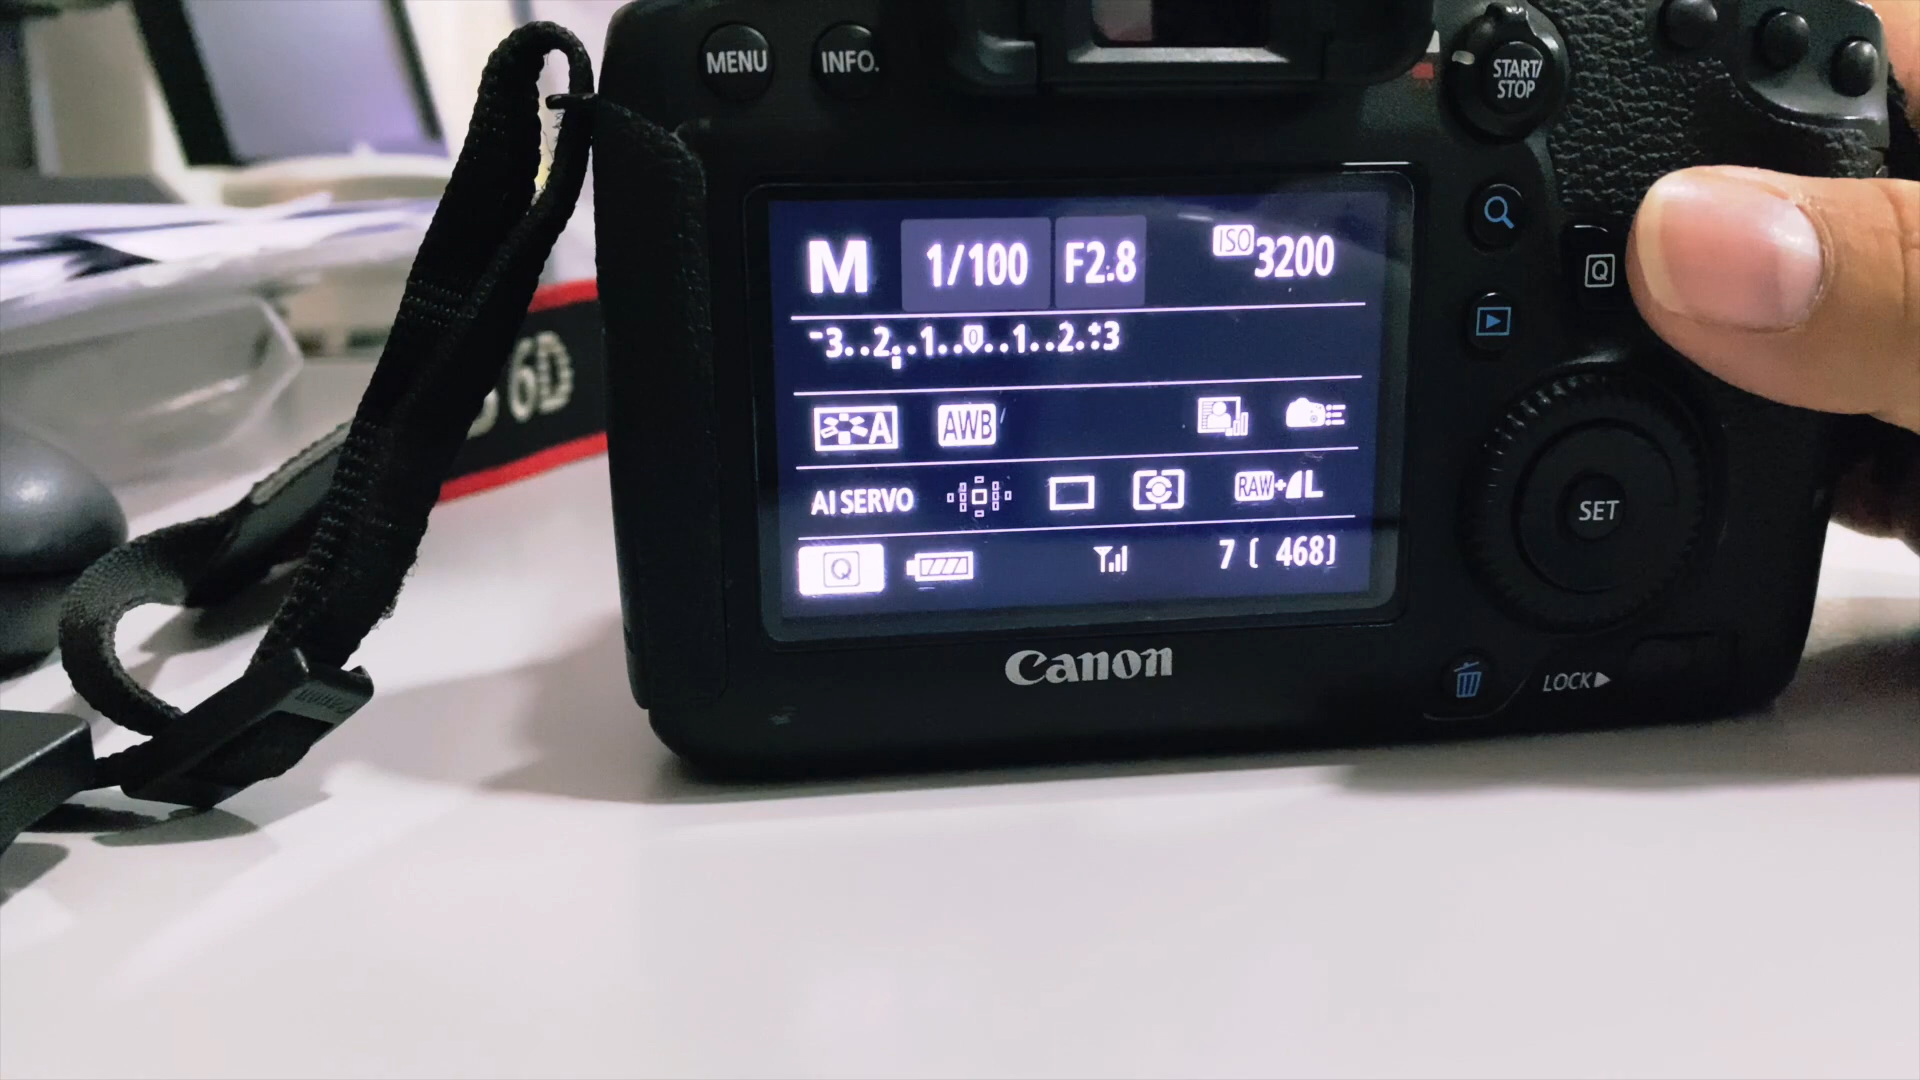 MENU INFO.
START/
STOP
M 1/100 F2.8 ISO 3200
-3..2..1..0..1..2.+3
A AWB
AI SERVO RAW+L
Q 7 [ 468]
Q
SET
6D
Canon
LOCK▶